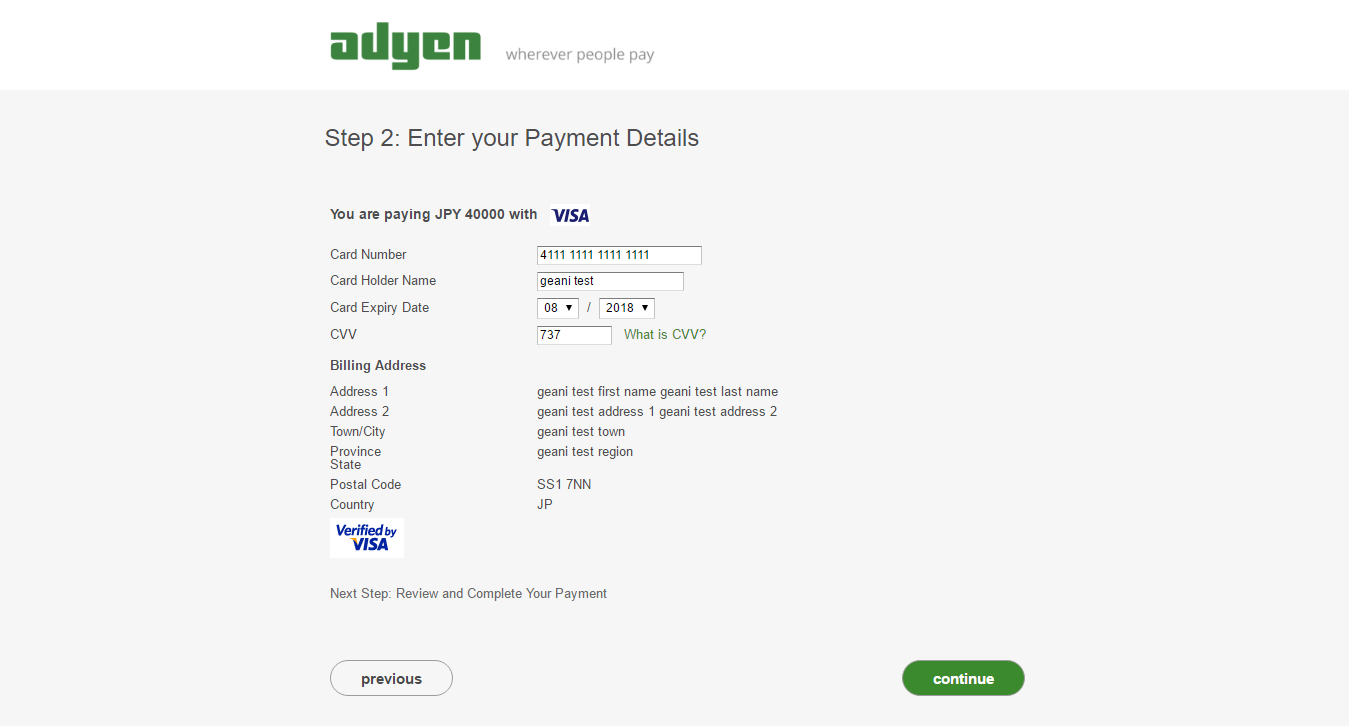 adyen wherever people pay
Step 2: Enter your Payment Details
You are paying JPY 40000 with VISA
Card Number 4111 1111 1111 1111
Card Holder Name geani test
Card Expiry Date 08 / 2018
CVV 737 What is CVV?
Billing Address
Address 1 geani test first name geani test last name
Address 2 geani test address 1 geani test address 2
Town/City geani test town
Province geani test region
State
Postal Code SS1 7NN
Country JP
Verified by
VISA
Next Step: Review and Complete Your Payment
previous continue